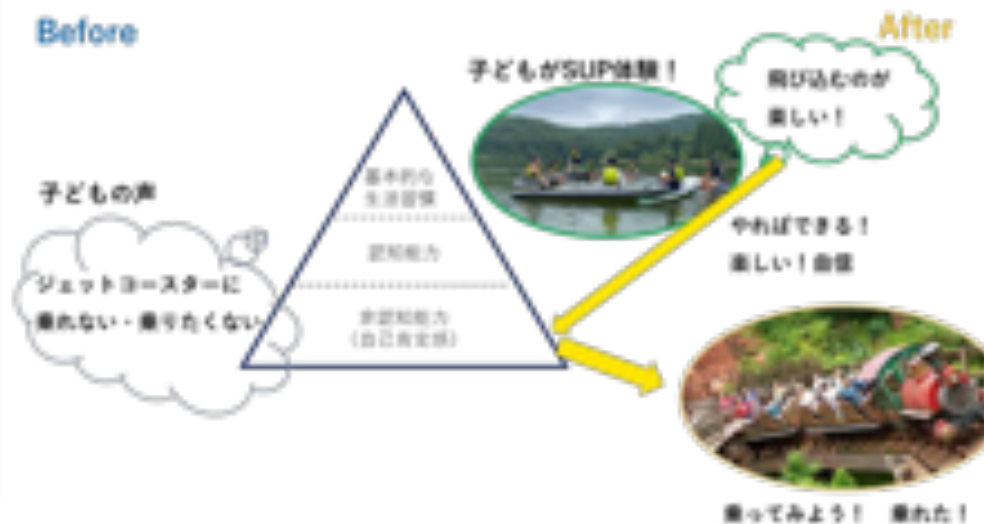 Before
After
子どもがSUP体験！
飛び込むのが
楽しい！
基本的な
生活習慣
子どもの声
認知能力
やればできる！
楽しい！自信
ジェットコースターに
乗れない・乗りたくない
非認知能力
（自己肯定感）
乗ってみよう！　乗れた！